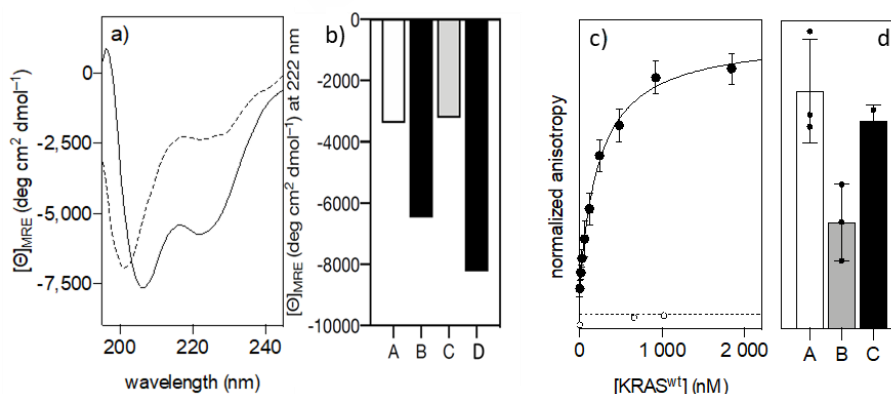 a)
0
-2,500
-5,000
-7,500
[Θ]MRE (deg cm² dmol⁻¹)
200 220 240
wavelength (nm)
b)
0
-2000
-4000
-6000
-8000
-10000
[Θ]MRE (deg cm² dmol⁻¹) at 222 nm
A B C D
c)
normalized anisotropy
0 1 000 2 000
[KRASwt] (nM)
d
A B C